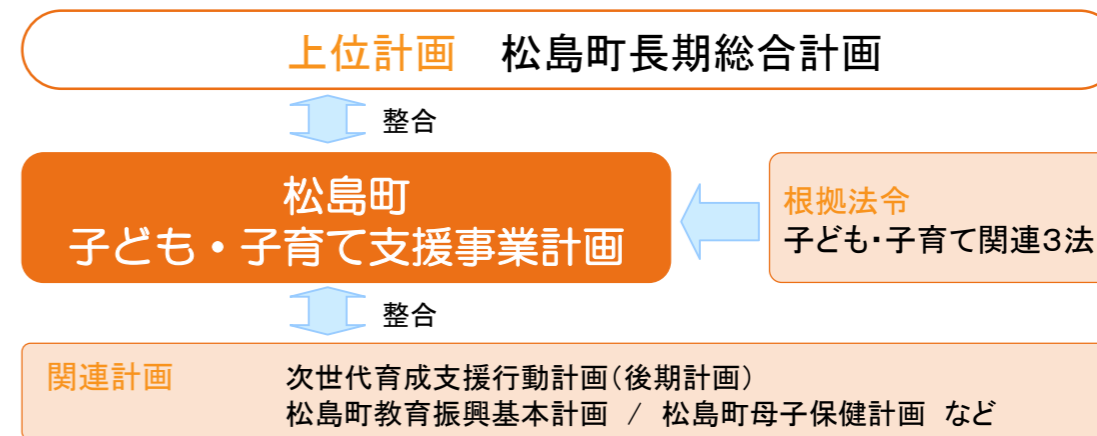 上位計画　松島町長期総合計画
整合
松島町
子ども・子育て支援事業計画
根拠法令
子ども・子育て関連３法
整合
関連計画　次世代育成支援行動計画（後期計画）
松島町教育振興基本計画 / 松島町母子保健計画 など